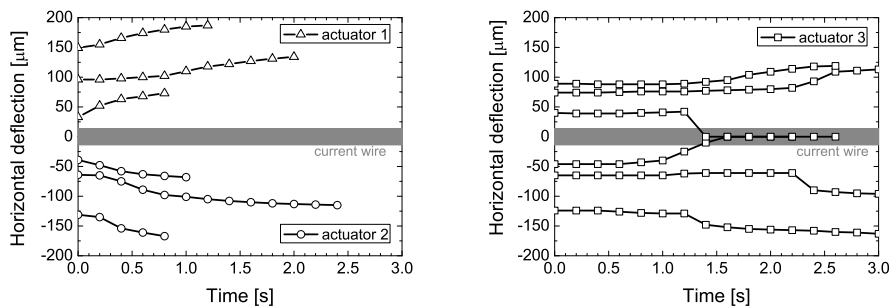 200
150
100
50
0
-50
-100
-150
-200
Horizontal deflection [µm]
actuator 1
current wire
actuator 2
0.0 0.5 1.0 1.5 2.0 2.5 3.0
Time [s]
200
150
100
50
0
-50
-100
-150
-200
Horizontal deflection [µm]
actuator 3
current wire
0.0 0.5 1.0 1.5 2.0 2.5 3.0
Time [s]